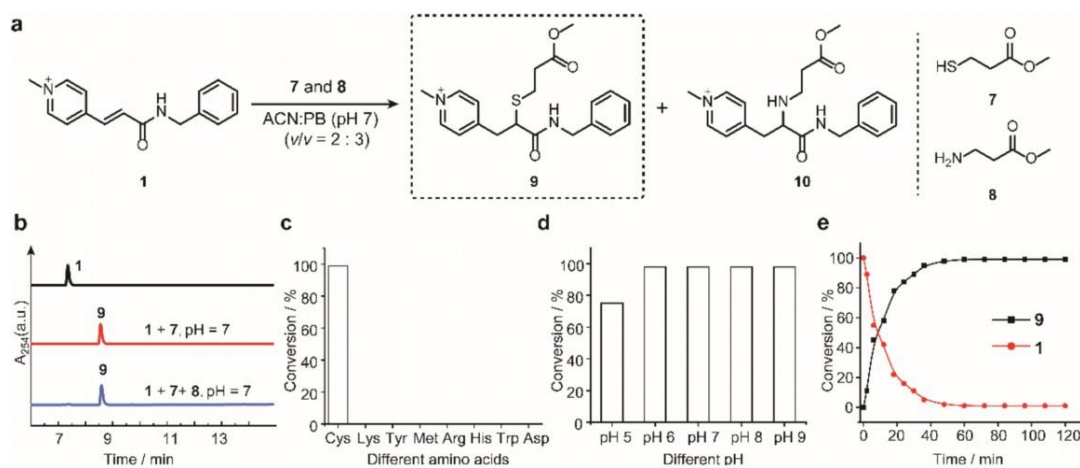 a
O
O
N+
H
N
O
1
7 and 8
ACN:PB (pH 7)
(v/v = 2 : 3)
O
O
S
N+
H
N
O
9
+
O
O
HN
N+
H
N
O
10
HS
O
O
7
H2N
O
O
8
b
A254(a.u.)
1
9
1 + 7, pH = 7
9
1 + 7+ 8, pH = 7
7 9 11 13
Time / min
c
Conversion / %
100
80
60
40
20
0
Cys Lys Tyr Met Arg His Trp Asp
Different amino acids
d
Conversion / %
100
80
60
40
20
0
pH 5 pH 6 pH 7 pH 8 pH 9
Different pH
e
Conversion / %
100
80
60
40
20
0
9
1
0 20 40 60 80 100 120
Time / min